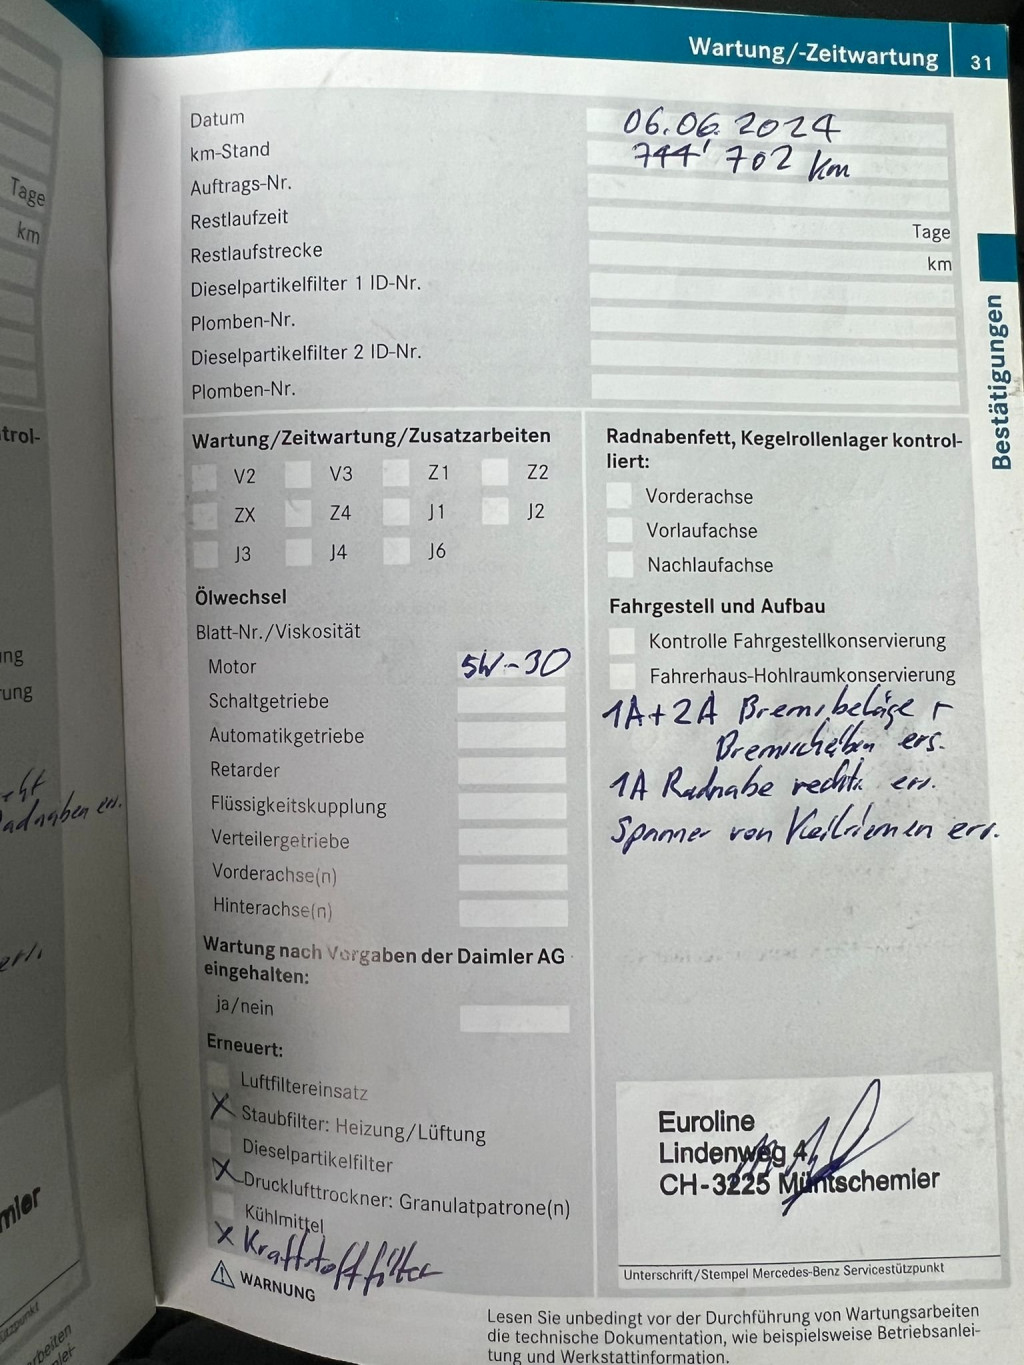 Wartung/-Zeitwartung 31
Datum 06.06.2024
km-Stand 744' 702 km
Auftrags-Nr.
Restlaufzeit Tage
Restlaufstrecke km
Dieselpartikelfilter 1 ID-Nr.
Plomben-Nr.
Dieselpartikelfilter 2 ID-Nr.
Plomben-Nr.
Wartung/Zeitwartung/Zusatzarbeiten
V2 V3 Z1 Z2
ZX Z4 J1 J2
J3 J4 J6
Ölwechsel
Blatt-Nr./Viskosität
Motor 5W-30
Schaltgetriebe
Automatikgetriebe
Retarder
Flüssigkeitskupplung
Verteilergetriebe
Vorderachse(n)
Hinterachse(n)
Wartung nach Vorgaben der Daimler AG
eingehalten:
ja/nein
Erneuert:
Luftfiltereinsatz
X Staubfilter: Heizung/Lüftung
Dieselpartikelfilter
X Drucklufttrockner: Granulatpatrone(n)
Kühlmittel
X Kraftstofffilter
WARNUNG
Radnabenfett, Kegelrollenlager kontrol-
liert:
Vorderachse
Vorlaufachse
Nachlaufachse
Fahrgestell und Aufbau
Kontrolle Fahrgestellkonservierung
Fahrerhaus-Hohlraumkonservierung
1A+2A Bremsbeläge +
Bremsscheiben ers.
1A Radnabe rechts ers.
Spanner von Keilriemen ers.
Euroline
Lindenweg 4
CH-3225 Müntschemier
Unterschrift/Stempel Mercedes-Benz Servicestützpunkt
Lesen Sie unbedingt vor der Durchführung von Wartungsarbeiten
die technische Dokumentation, wie beispielsweise Betriebsanlei-
tung und Werkstattinformation.
Bestätigungen
Tage
km
trol-
ng
rung
adnaben ers.